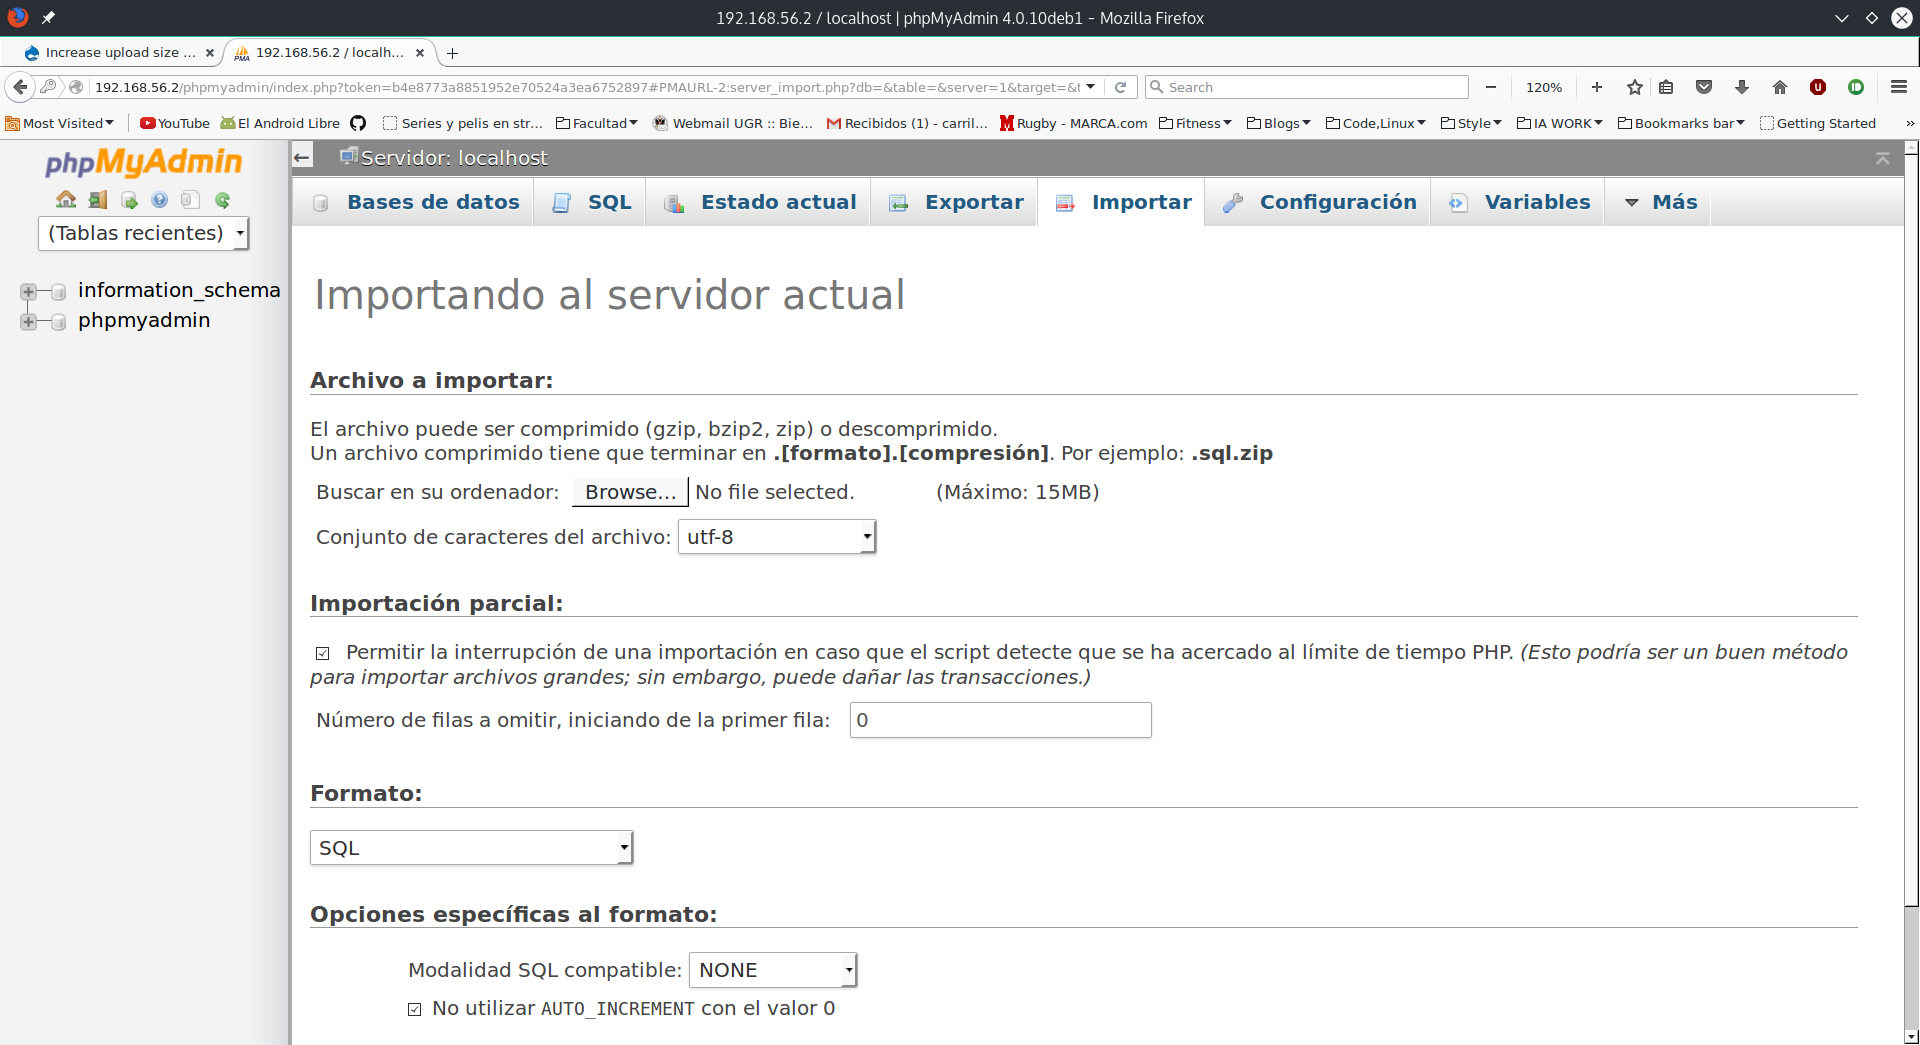 192.168.56.2 / localhost | phpMyAdmin 4.0.10deb1 - Mozilla Firefox
Increase upload size ...
192.168.56.2 / localh...
192.168.56.2/phpmyadmin/index.php?token=b4e8773a8851952e70524a3ea6752897#PMAURL-2:server_import.php?db=&table=&server=1&target=&t
Search
120%
Most Visited
YouTube
El Android Libre
Series y pelis en str...
Facultad
Webmail UGR :: Bie...
Recibidos (1) - carril...
Rugby - MARCA.com
Fitness
Blogs
Code,Linux
Style
IA WORK
Bookmarks bar
Getting Started
phpMyAdmin
(Tablas recientes)
information_schema
phpmyadmin
Servidor: localhost
Bases de datos
SQL
Estado actual
Exportar
Importar
Configuración
Variables
Más
Importando al servidor actual
Archivo a importar:
El archivo puede ser comprimido (gzip, bzip2, zip) o descomprimido.
Un archivo comprimido tiene que terminar en .[formato].[compresión]. Por ejemplo: .sql.zip
Buscar en su ordenador: Browse... No file selected. (Máximo: 15MB)
Conjunto de caracteres del archivo: utf-8
Importación parcial:
Permitir la interrupción de una importación en caso que el script detecte que se ha acercado al límite de tiempo PHP. (Esto podría ser un buen método
para importar archivos grandes; sin embargo, puede dañar las transacciones.)
Número de filas a omitir, iniciando de la primer fila: 0
Formato:
SQL
Opciones específicas al formato:
Modalidad SQL compatible: NONE
No utilizar AUTO_INCREMENT con el valor 0